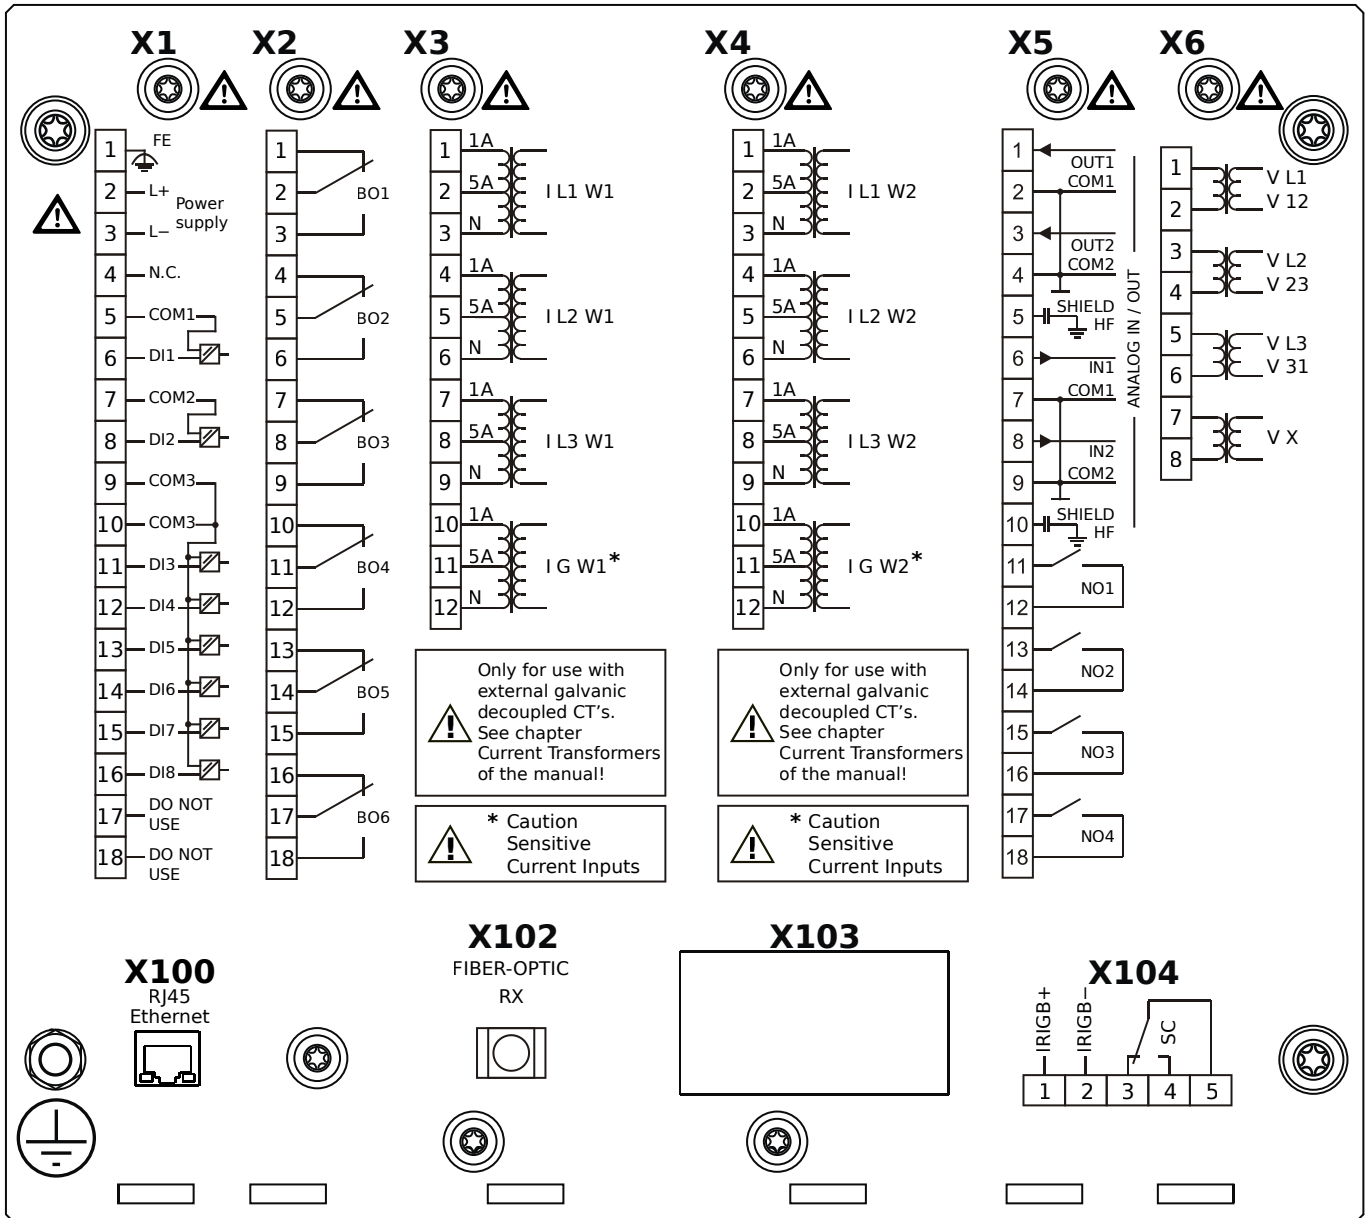 X1
X2
X3
X4
X5
X6
1 FE
2 L+
Power
supply
3 L−
4 N.C.
5 COM1
6 DI1
7 COM2
8 DI2
9 COM3
10 COM3
11 DI3
12 DI4
13 DI5
14 DI6
15 DI7
16 DI8
17 DO NOT
USE
18 DO NOT
USE
1
2 BO1
3
4
5 BO2
6
7
8 BO3
9
10
11 BO4
12
13
14 BO5
15
16
17 BO6
18
1 1A
2 5A I L1 W1
3 N
4 1A
5 5A I L2 W1
6 N
7 1A
8 5A I L3 W1
9 N
10 1A
11 5A I G W1*
12 N
Only for use with
external galvanic
decoupled CT's.
See chapter
Current Transformers
of the manual!
* Caution
Sensitive
Current Inputs
1 1A
2 5A I L1 W2
3 N
4 1A
5 5A I L2 W2
6 N
7 1A
8 5A I L3 W2
9 N
10 1A
11 5A I G W2*
12 N
Only for use with
external galvanic
decoupled CT's.
See chapter
Current Transformers
of the manual!
* Caution
Sensitive
Current Inputs
1 OUT1
2 COM1
3 OUT2
4 COM2
5 SHIELD
HF
6 IN1
7 COM1
8 IN2
9 COM2
10 SHIELD
HF
ANALOG IN / OUT
11
NO1
12
13
NO2
14
15
NO3
16
17
NO4
18
1 V L1
2 V 12
3 V L2
4 V 23
5 V L3
6 V 31
7 V X
8
X100
RJ45
Ethernet
X102
FIBER-OPTIC
RX
X103
X104
IRIGB+
IRIGB−
SC
1 2 3 4 5